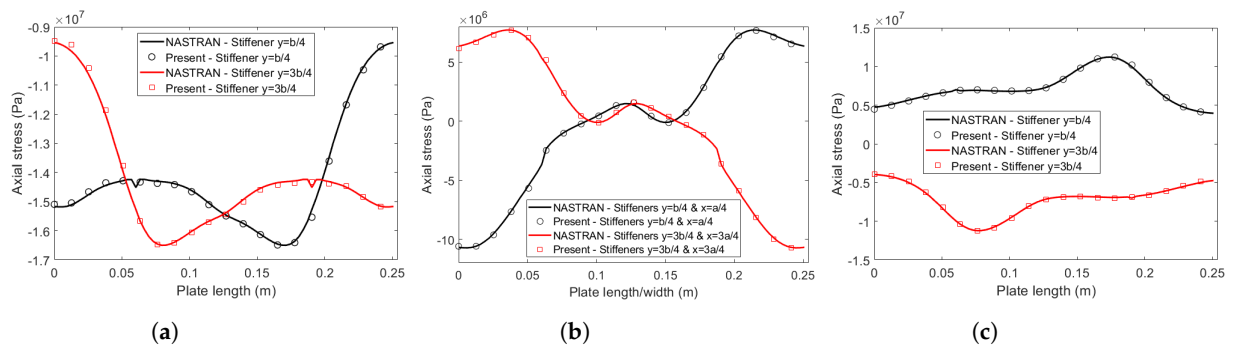 ×10⁷
-0.9
-1
-1.1
-1.2
-1.3
-1.4
-1.5
-1.6
-1.7
Axial stress (Pa)
NASTRAN - Stiffener y=b/4
Present - Stiffener y=b/4
NASTRAN - Stiffener y=3b/4
Present - Stiffener y=3b/4
0 0.05 0.1 0.15 0.2 0.25
Plate length (m)
(a)
×10⁶
5
0
-5
-10
Axial stress (Pa)
NASTRAN - Stiffeners y=b/4 & x=a/4
Present - Stiffeners y=b/4 & x=a/4
NASTRAN - Stiffeners y=3b/4 & x=3a/4
Present - Stiffeners y=3b/4 & x=3a/4
0 0.05 0.1 0.15 0.2 0.25
Plate length/width (m)
(b)
×10⁷
1.5
1
0.5
0
-0.5
-1
-1.5
Axial stress (Pa)
NASTRAN - Stiffener y=b/4
Present - Stiffener y=b/4
NASTRAN - Stiffener y=3b/4
Present - Stiffener y=3b/4
0 0.05 0.1 0.15 0.2 0.25
Plate length (m)
(c)